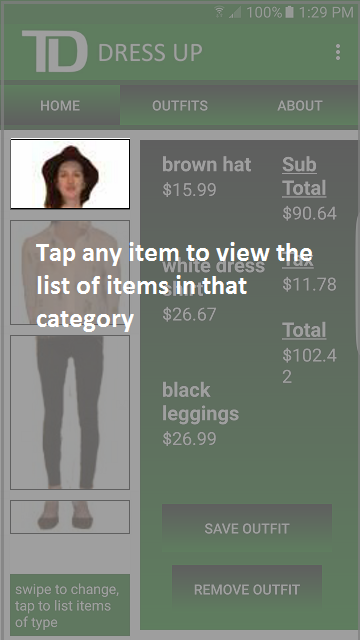 100% 1:29 PM
TD DRESS UP
HOME OUTFITS ABOUT
brown hat
$15.99
Sub
Total
$90.64
Tap any item to view the
list of items in that
category
white dress
shirt
$26.67
Tax
$11.78
Total
$102.4
2
black
leggings
$26.99
SAVE OUTFIT
REMOVE OUTFIT
swipe to change,
tap to list items
of type